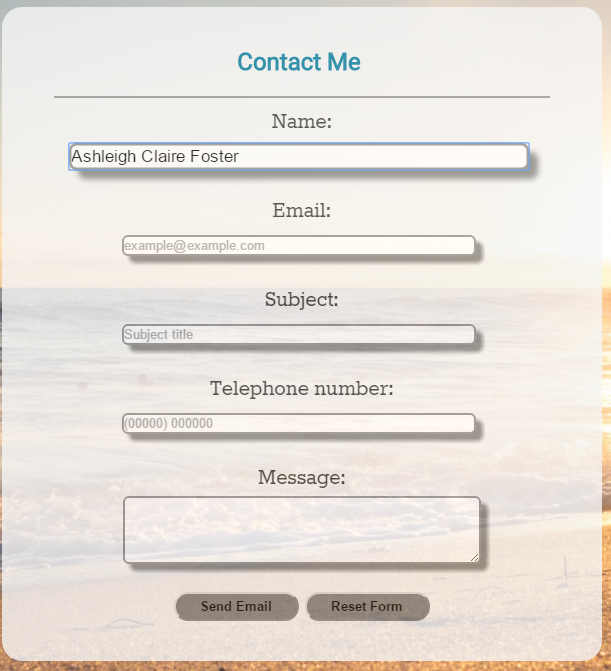 Contact Me
Name:
Ashleigh Claire Foster
Email:
example@example.com
Subject:
Subject title
Telephone number:
(00000) 000000
Message:
Send Email Reset Form